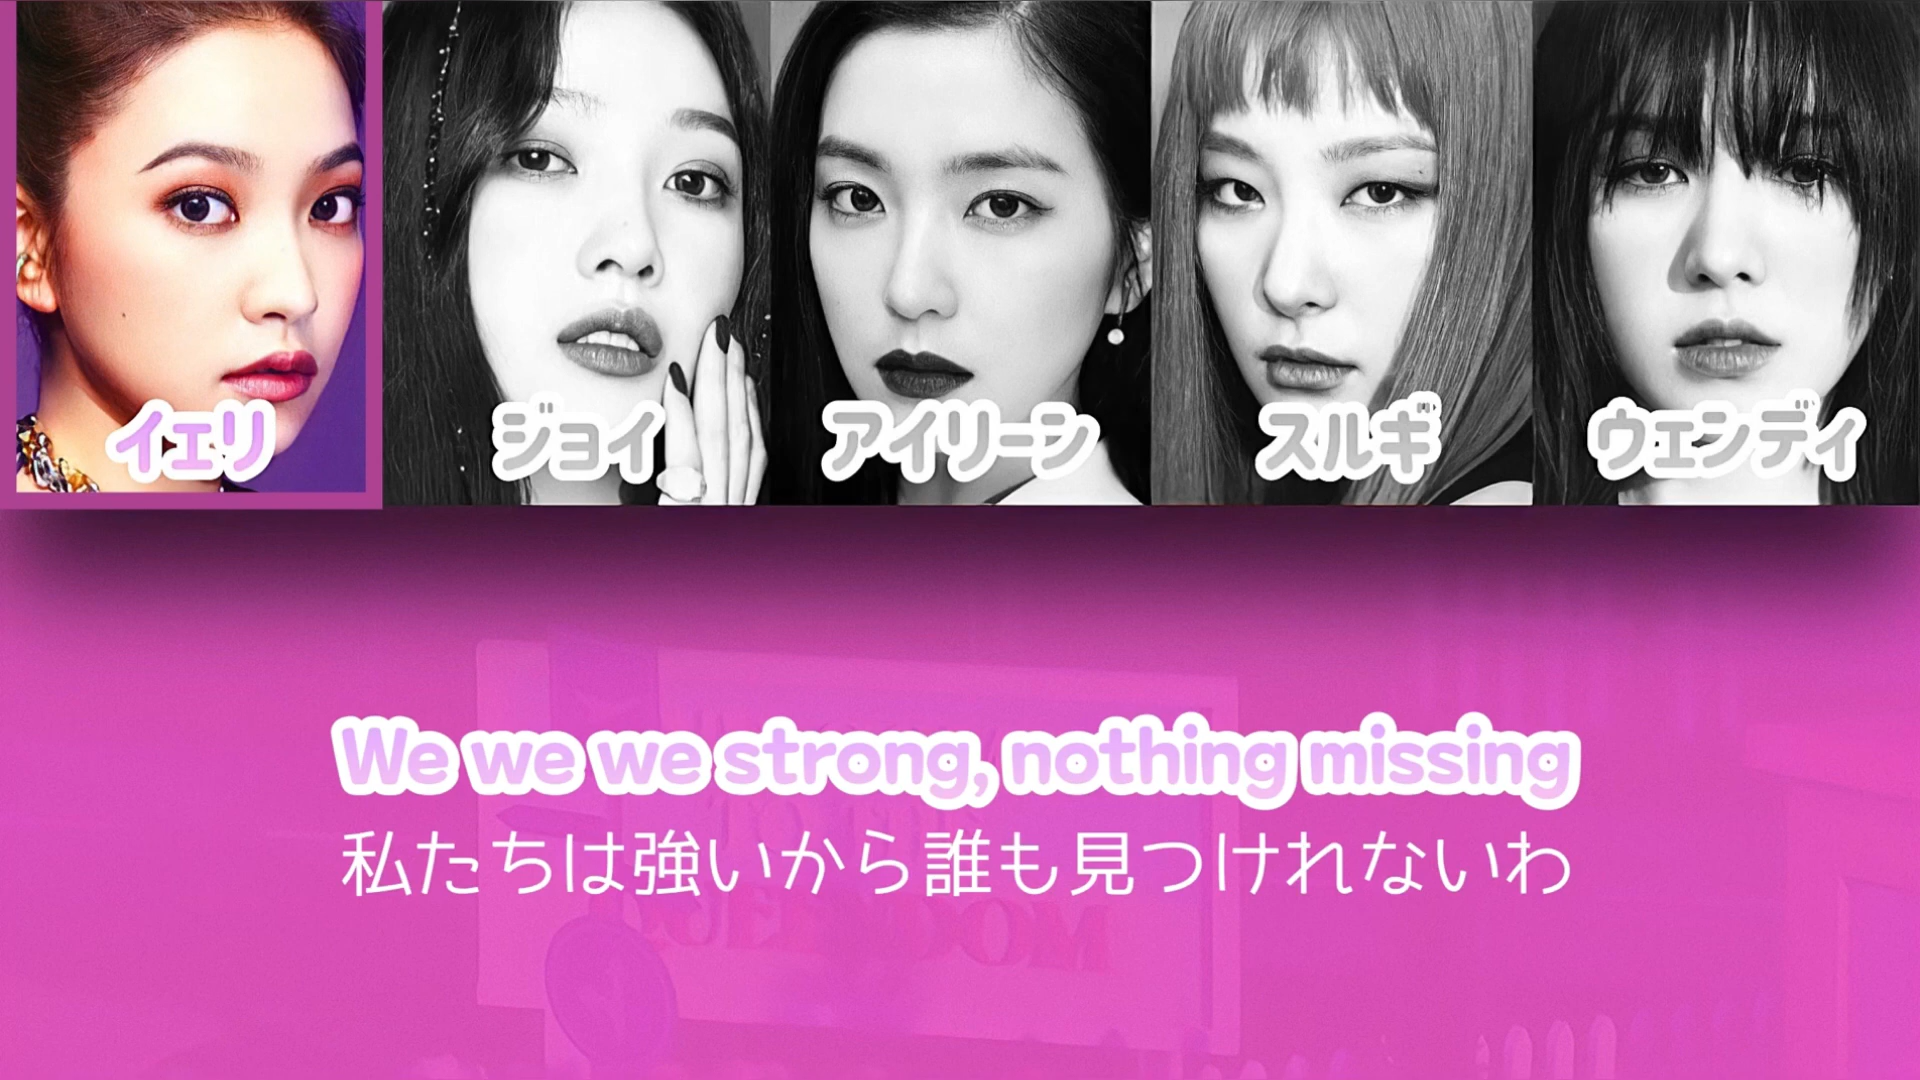 イェリ
ジョイ
アイリーン
スルギ
ウェンディ
We we we strong, nothing missing
私たちは強いから誰も見つけれないわ